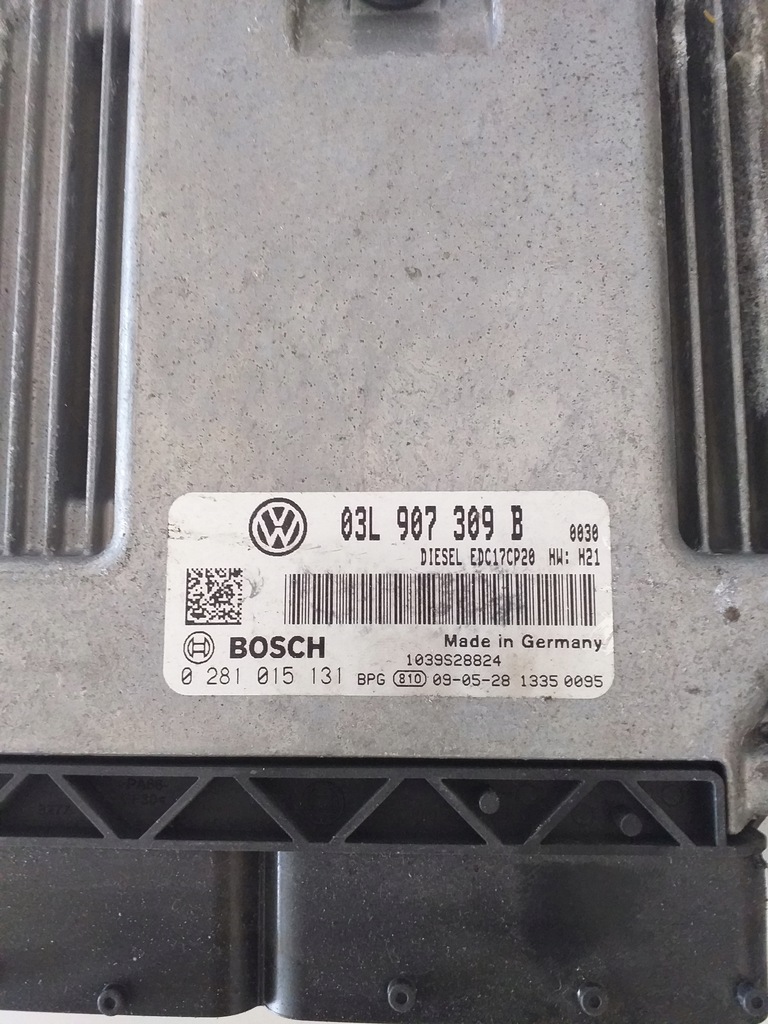 03L 907 309 B 0030
DIESEL EDC17CP20 HW: H21
BOSCH Made in Germany
1039S28824
0 281 015 131 BPG 810 09-05-28 1335 0095